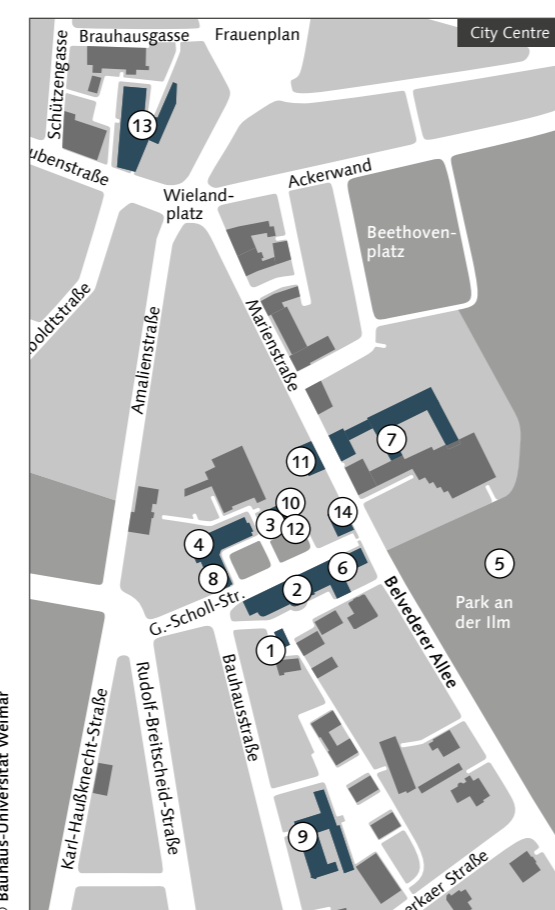 City Centre
Brauhausgasse
Frauenplan
Schützengasse
13
ubenstraße
Wieland-
platz
Ackerwand
Beethoven-
platz
boldtstraße
Amalienstraße
Marienstraße
7
11
10
3
12
14
4
8
6
2
5
G.-Scholl-Str.
Park an
der Ilm
1
Belvederer Allee
Bauhausstraße
Rudolf-Breitscheid-Straße
Karl-Haußknecht-Straße
9
erkaer Straße
Bauhaus-Universität Weimar